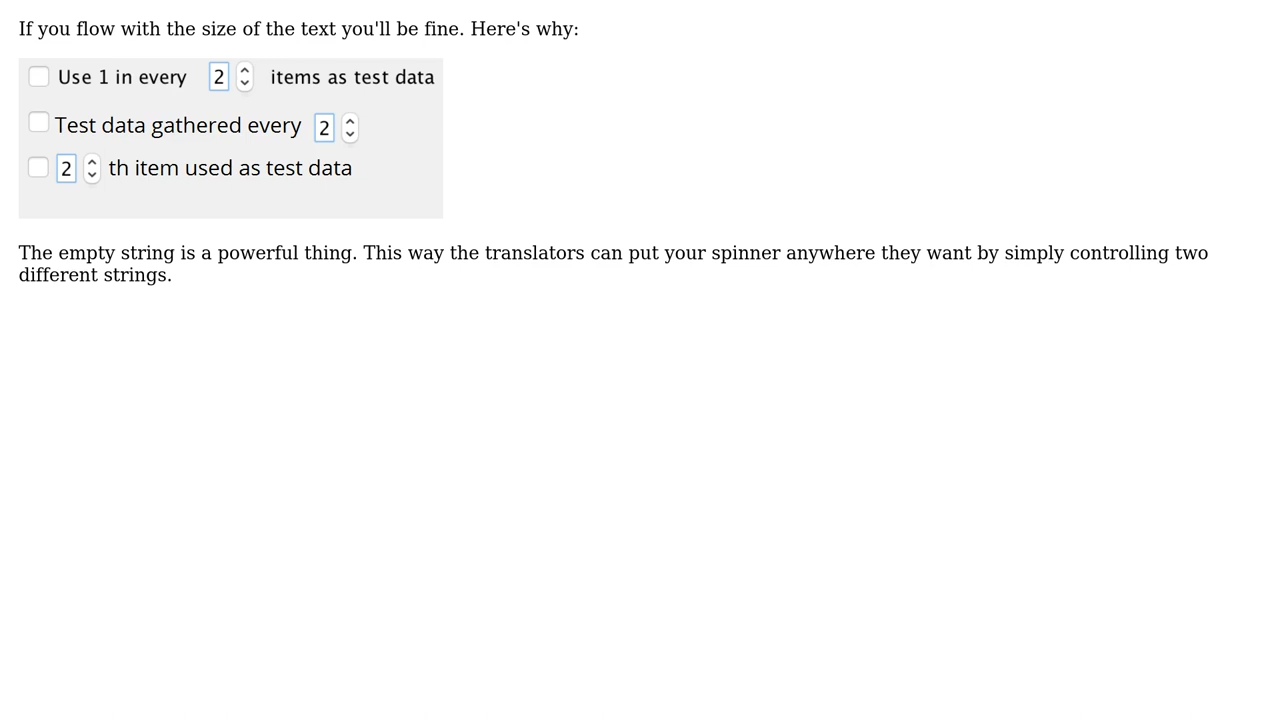 If you flow with the size of the text you'll be fine. Here's why:
Use 1 in every 2 items as test data
Test data gathered every 2
2 th item used as test data
The empty string is a powerful thing. This way the translators can put your spinner anywhere they want by simply controlling two
different strings.